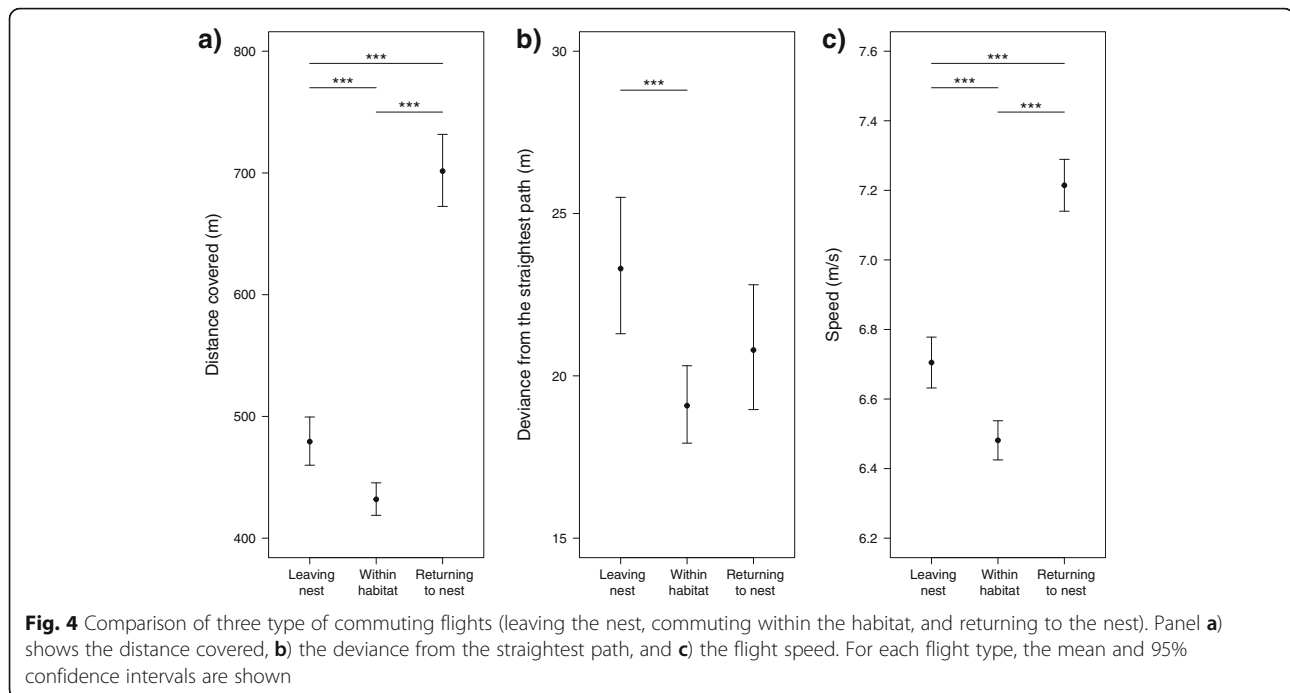 a)
***
***
***
800
700
600
500
400
Distance covered (m)
Leaving nest
Within habitat
Returning to nest
b)
***
30
20
15
Deviance from the straightest path (m)
Leaving nest
Within habitat
Returning to nest
c)
***
***
***
7.6
7.4
7.2
7.0
6.8
6.6
6.4
6.2
Speed (m/s)
Leaving nest
Within habitat
Returning to nest
Fig. 4 Comparison of three type of commuting flights (leaving the nest, commuting within the habitat, and returning to the nest). Panel a)
shows the distance covered, b) the deviance from the straightest path, and c) the flight speed. For each flight type, the mean and 95%
confidence intervals are shown